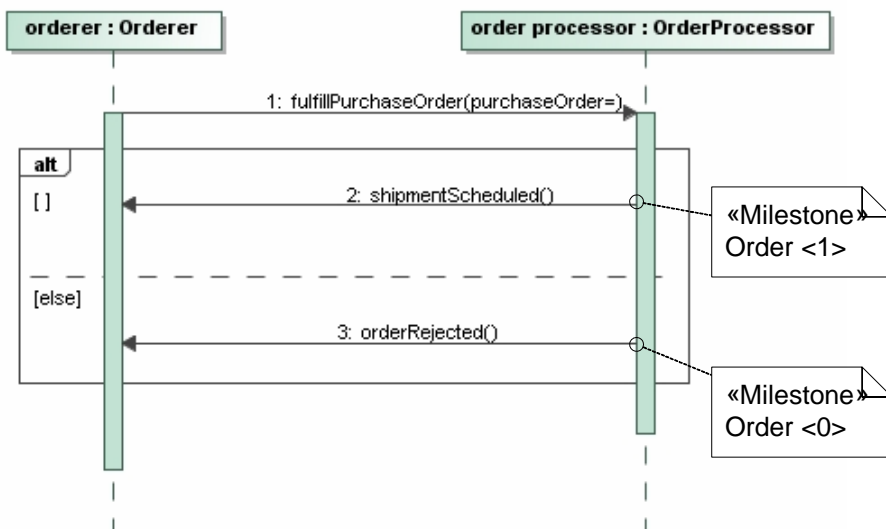 orderer : Orderer
order processor : OrderProcessor
1: fulfillPurchaseOrder(purchaseOrder=)
alt
[ ]
2: shipmentScheduled()
«Milestone»
Order <1>
[else]
3: orderRejected()
«Milestone»
Order <0>